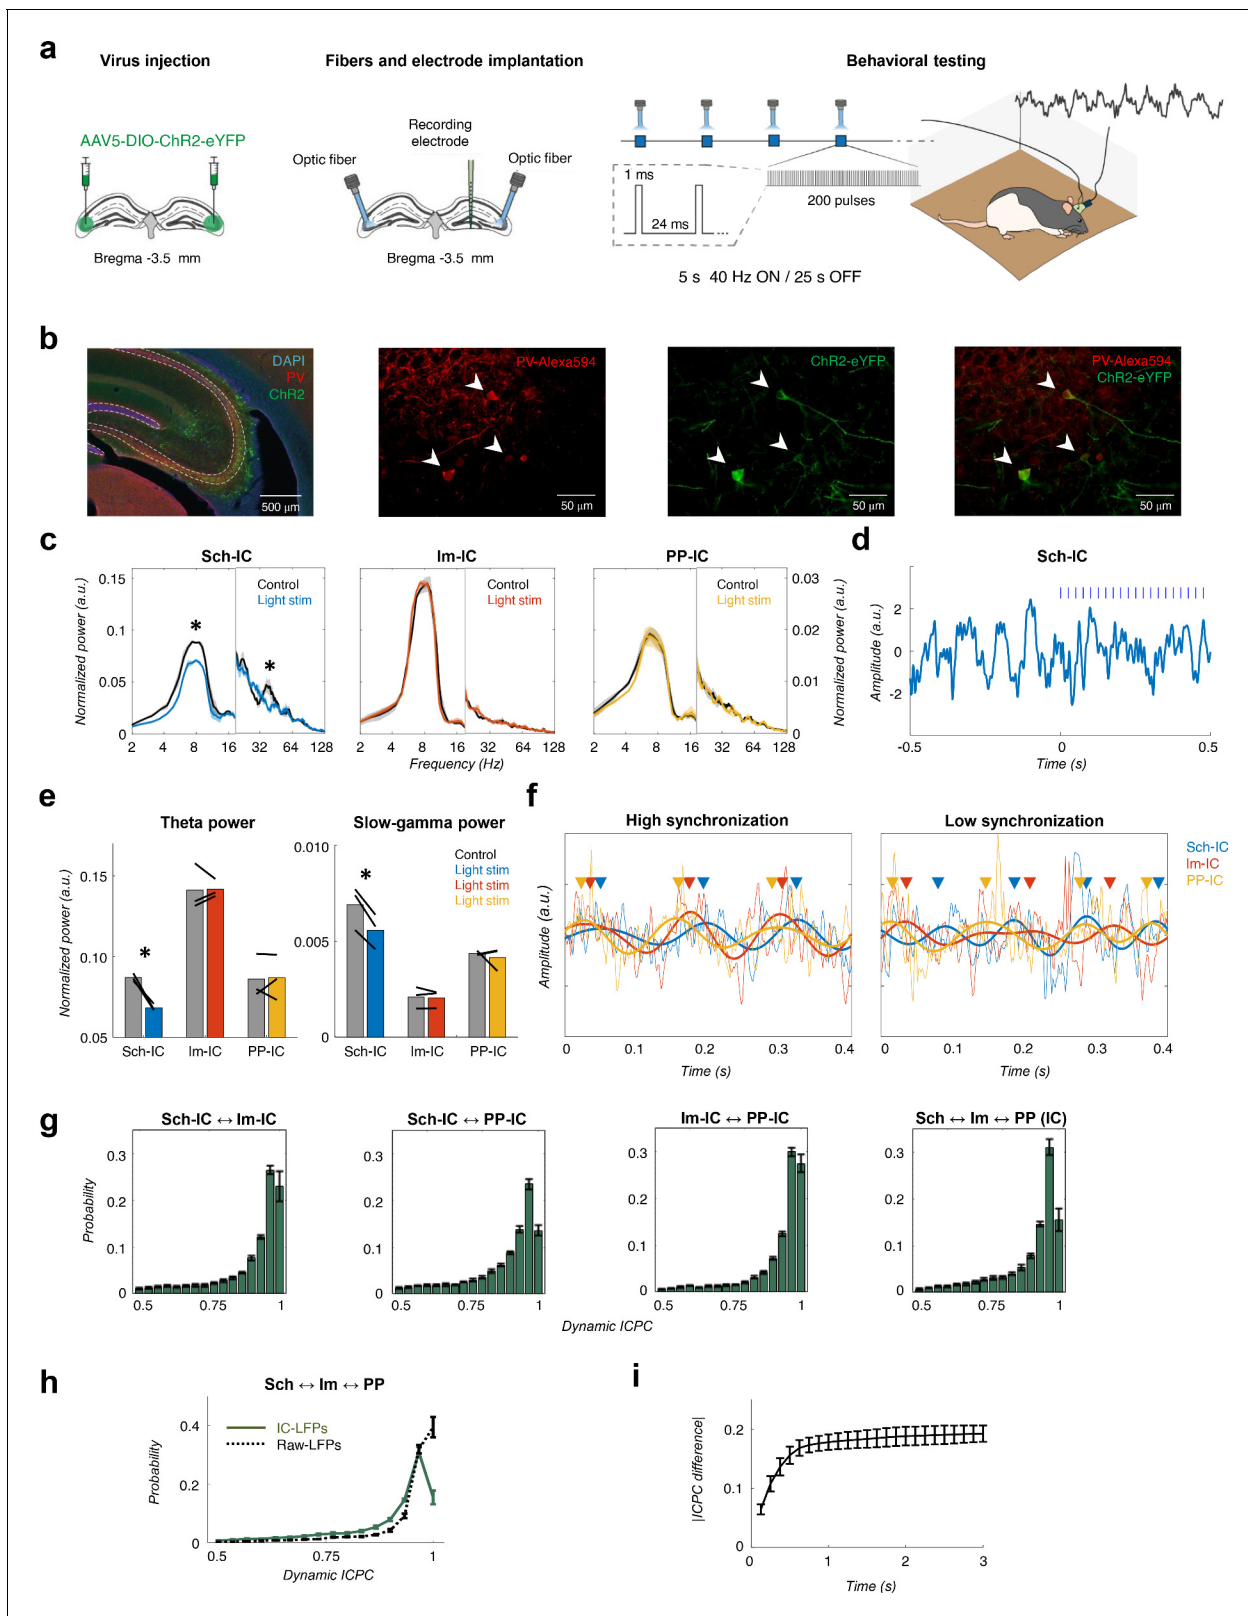 a
Virus injection
Fibers and electrode implantation
Behavioral testing
AAV5-DIO-ChR2-eYFP
Recording
electrode
Optic fiber
Optic fiber
1 ms
24 ms
200 pulses
Bregma -3.5 mm
Bregma -3.5 mm
5 s 40 Hz ON / 25 s OFF
b
DAPI
PV
ChR2
500 μm
PV-Alexa594
50 μm
ChR2-eYFP
50 μm
PV-Alexa594
ChR2-eYFP
50 μm
c
Sch-IC
Im-IC
PP-IC
Normalized power (a.u.)
0.15
0.1
0.05
0
Control
Light stim
*
*
2 4 8 16 32 64 128
Control
Light stim
2 4 8 16 32 64 128
Frequency (Hz)
Control
Light stim
2 4 8 16 32 64 128
0.03
0.02
0.01
0
Normalized power (a.u.)
d
Sch-IC
Amplitude (a.u.)
2
0
-2
-0.5 0 0.5
Time (s)
e
Theta power
Normalized power (a.u.)
0.15
0.10
0.05
*
Sch-IC Im-IC PP-IC
Slow-gamma power
0.010
0.005
0
*
Control
Light stim
Light stim
Light stim
Sch-IC Im-IC PP-IC
f
High synchronization
Low synchronization
Sch-IC
Im-IC
PP-IC
Amplitude (a.u.)
0 0.1 0.2 0.3 0.4
Time (s)
0 0.1 0.2 0.3 0.4
Time (s)
g
Sch-IC ↔ Im-IC
Sch-IC ↔ PP-IC
Im-IC ↔ PP-IC
Sch ↔ Im ↔ PP (IC)
Probability
0.3
0.2
0.1
0
0.5 0.75 1
0.3
0.2
0.1
0
0.5 0.75 1
0.3
0.2
0.1
0
0.5 0.75 1
0.3
0.2
0.1
0
0.5 0.75 1
Dynamic ICPC
h
Sch ↔ Im ↔ PP
IC-LFPs
Raw-LFPs
Probability
0.4
0.2
0
0.5 0.75 1
Dynamic ICPC
i
|ICPC difference|
0.2
0.1
0
0 1 2 3
Time (s)